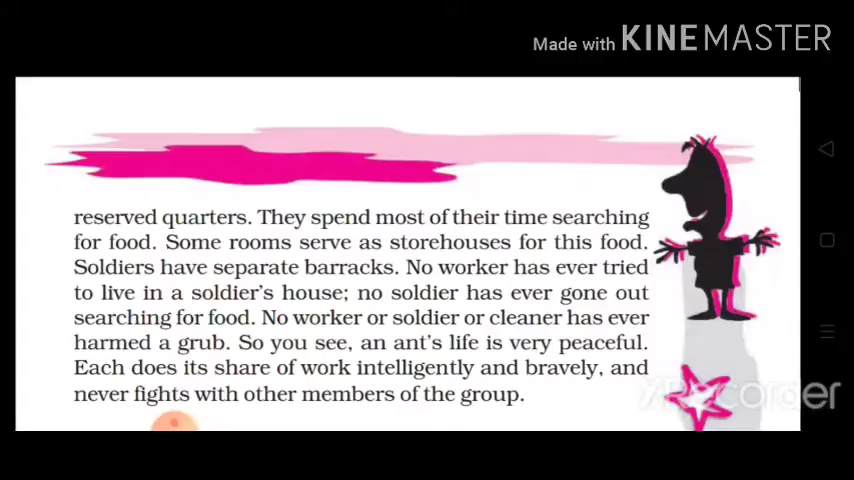 Made with KINEMASTER
reserved quarters. They spend most of their time searching
for food. Some rooms serve as storehouses for this food.
Soldiers have separate barracks. No worker has ever tried
to live in a soldier's house; no soldier has ever gone out
searching for food. No worker or soldier or cleaner has ever
harmed a grub. So you see, an ant's life is very peaceful.
Each does its share of work intelligently and bravely, and
never fights with other members of the group.
XRecorder